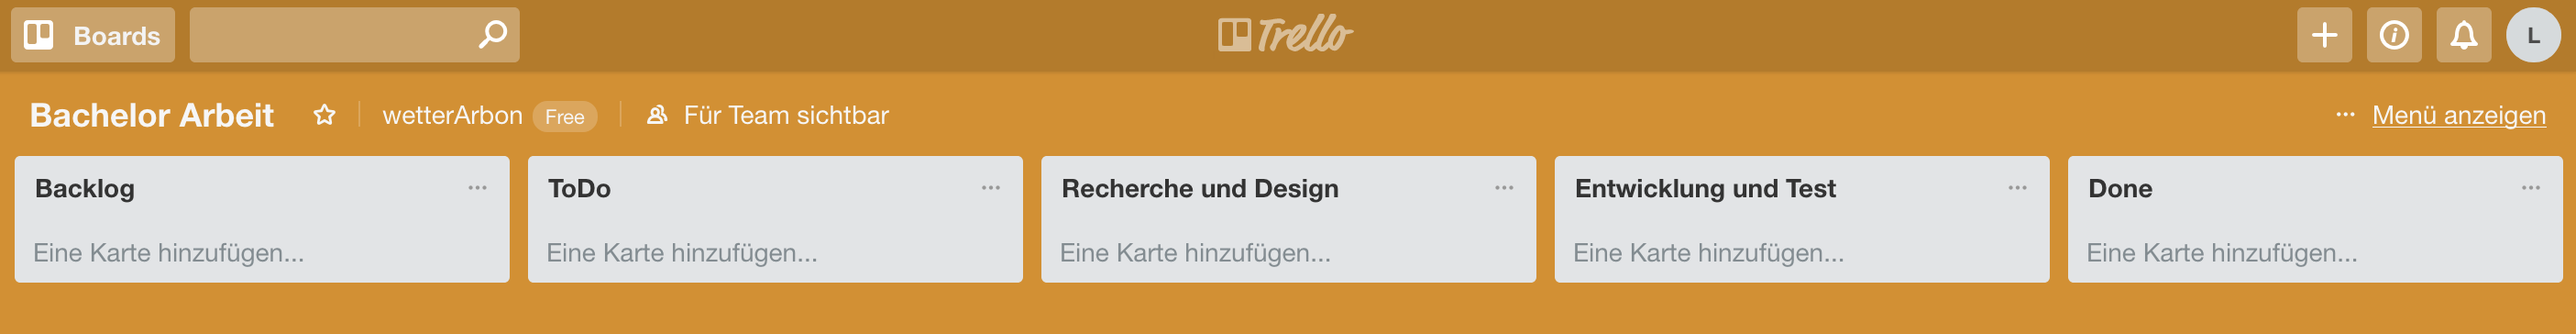 Boards Trello L
Bachelor Arbeit wetterArbon Free Für Team sichtbar ... Menü anzeigen
Backlog ... ToDo ... Recherche und Design ... Entwicklung und Test ... Done ...
Eine Karte hinzufügen... Eine Karte hinzufügen... Eine Karte hinzufügen... Eine Karte hinzufügen... Eine Karte hinzufügen...